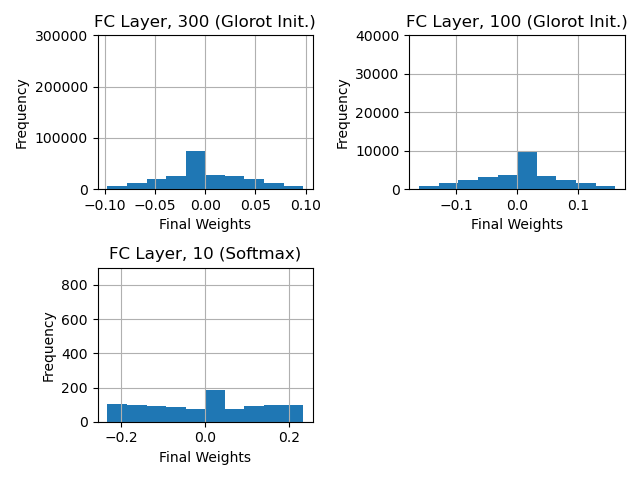 FC Layer, 300 (Glorot Init.)
300000
200000
100000
0
Frequency
−0.10 −0.05 0.00 0.05 0.10
Final Weights
FC Layer, 100 (Glorot Init.)
40000
30000
20000
10000
0
Frequency
−0.1 0.0 0.1
Final Weights
FC Layer, 10 (Softmax)
800
600
400
200
0
Frequency
−0.2 0.0 0.2
Final Weights